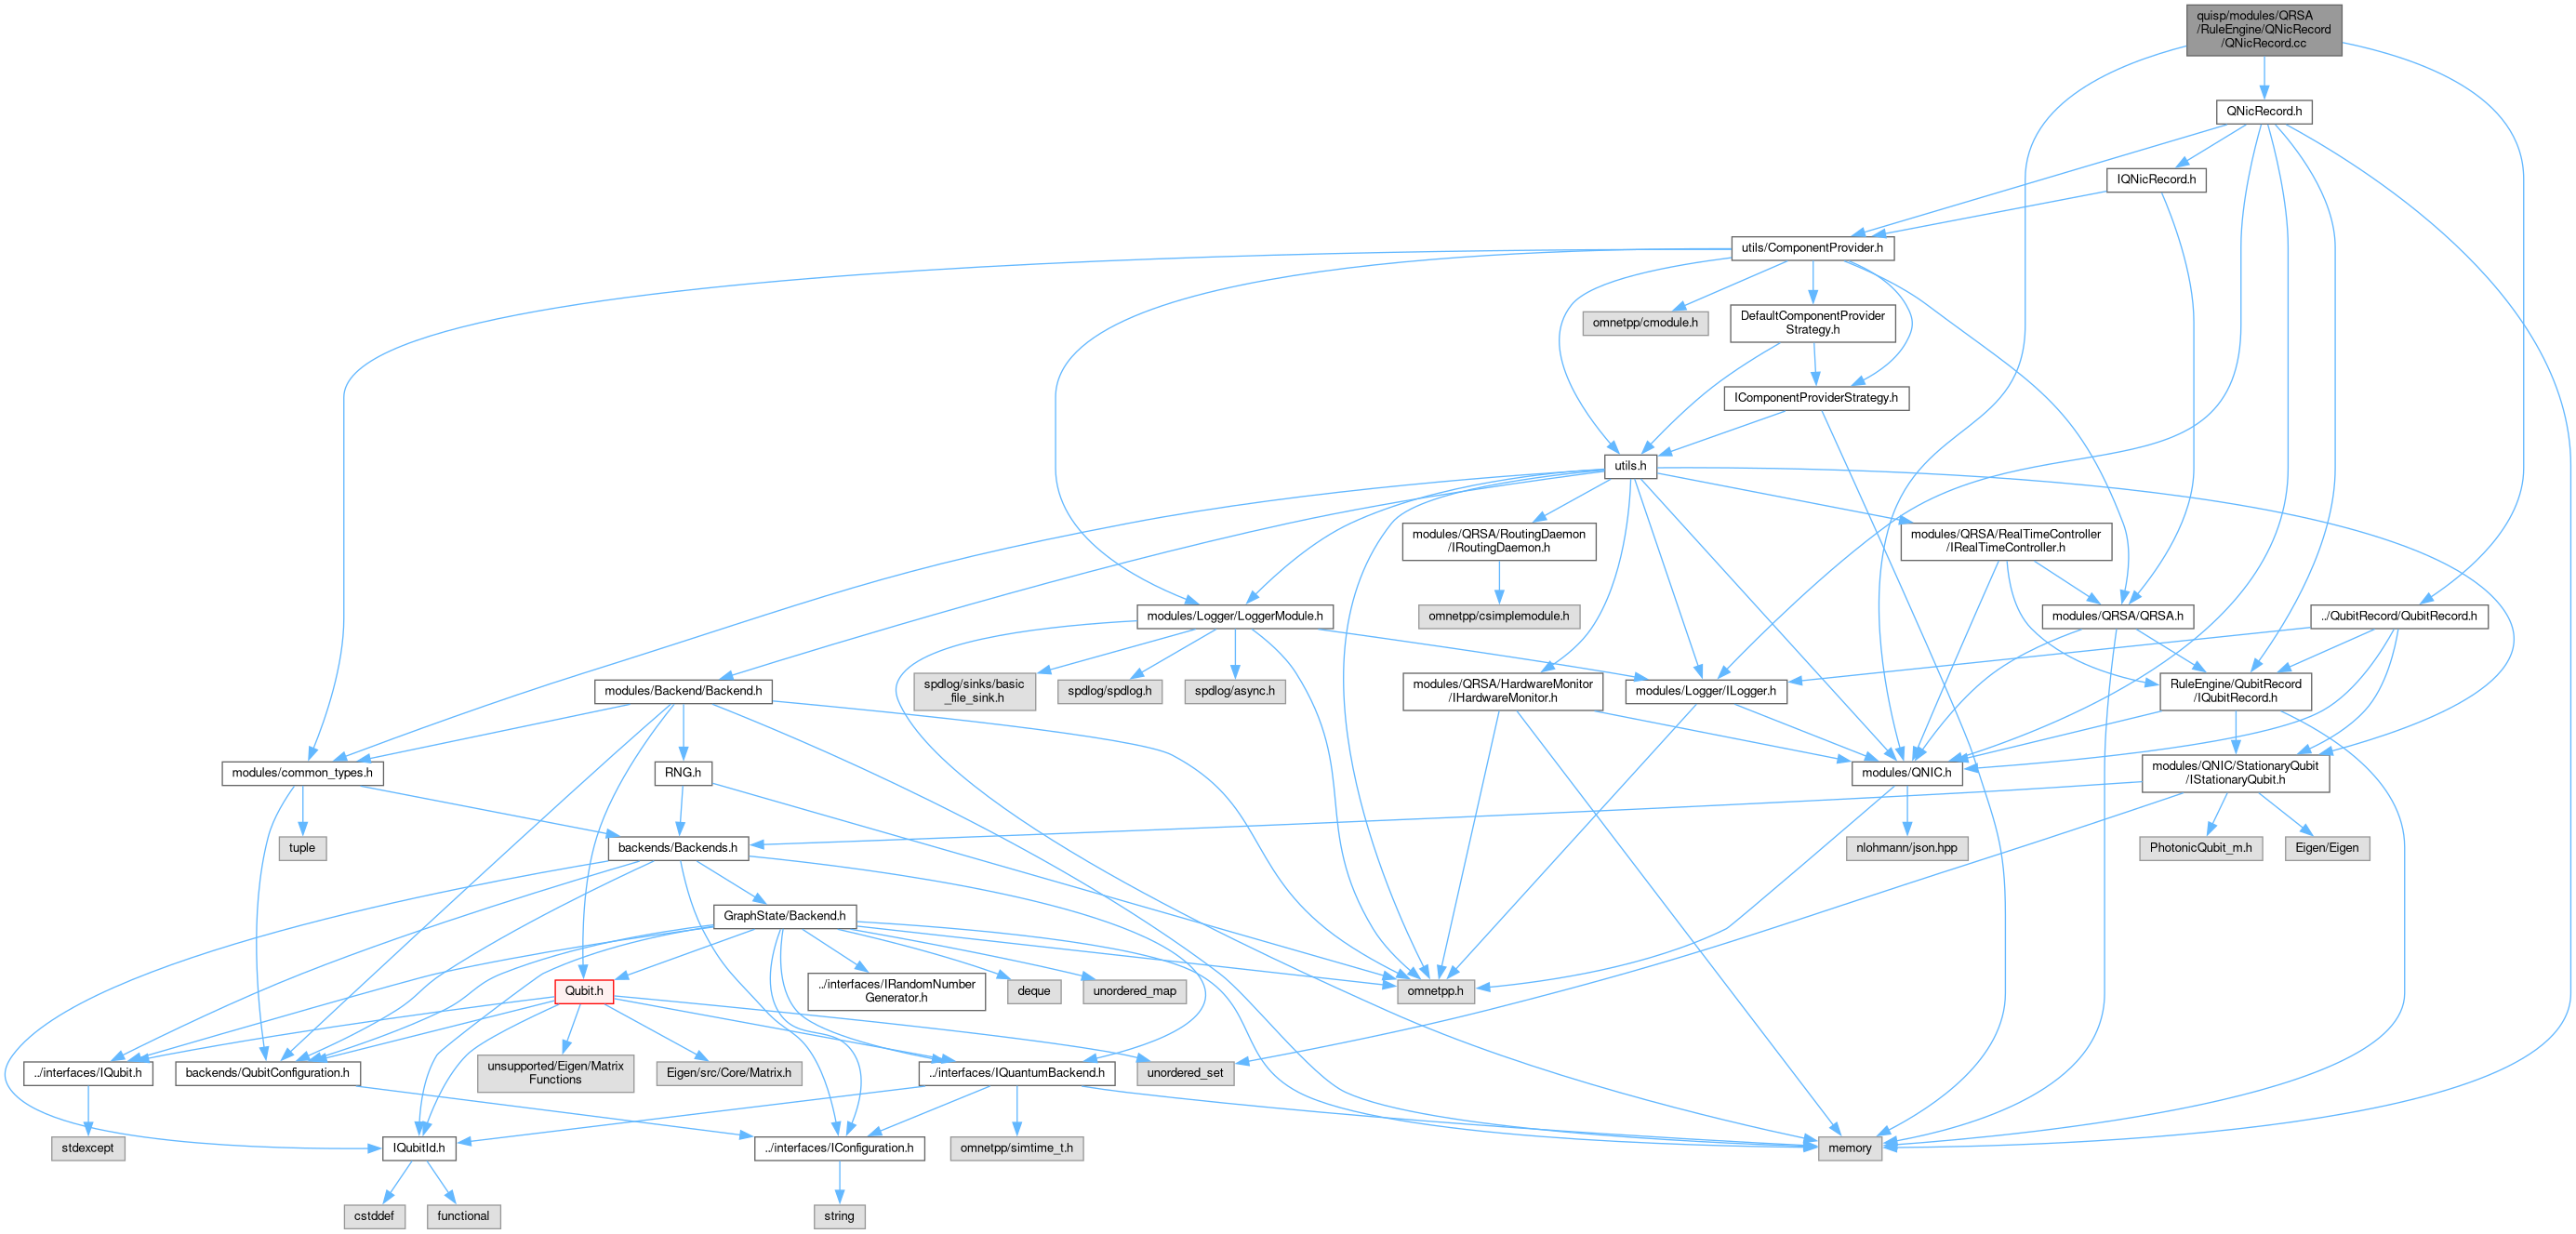 quisp/modules/QRSA
/RuleEngine/QNicRecord
/QNicRecord.cc
QNicRecord.h
IQNicRecord.h
utils/ComponentProvider.h
omnetpp/cmodule.h
DefaultComponentProvider
Strategy.h
IComponentProviderStrategy.h
utils.h
modules/QRSA/RoutingDaemon
/IRoutingDaemon.h
modules/QRSA/RealTimeController
/IRealTimeController.h
modules/Logger/LoggerModule.h
omnetpp/csimplemodule.h
modules/QRSA/QRSA.h
../QubitRecord/QubitRecord.h
modules/Backend/Backend.h
spdlog/sinks/basic
_file_sink.h
spdlog/spdlog.h
spdlog/async.h
modules/QRSA/HardwareMonitor
/IHardwareMonitor.h
modules/Logger/ILogger.h
RuleEngine/QubitRecord
/IQubitRecord.h
modules/common_types.h
RNG.h
modules/QNIC.h
modules/QNIC/StationaryQubit
/IStationaryQubit.h
tuple
backends/Backends.h
nlohmann/json.hpp
PhotonicQubit_m.h
Eigen/Eigen
GraphState/Backend.h
Qubit.h
../interfaces/IRandomNumber
Generator.h
deque
unordered_map
omnetpp.h
../interfaces/IQubit.h
backends/QubitConfiguration.h
unsupported/Eigen/Matrix
Functions
Eigen/src/Core/Matrix.h
../interfaces/IQuantumBackend.h
unordered_set
stdexcept
IQubitId.h
../interfaces/IConfiguration.h
omnetpp/simtime_t.h
memory
cstddef
functional
string